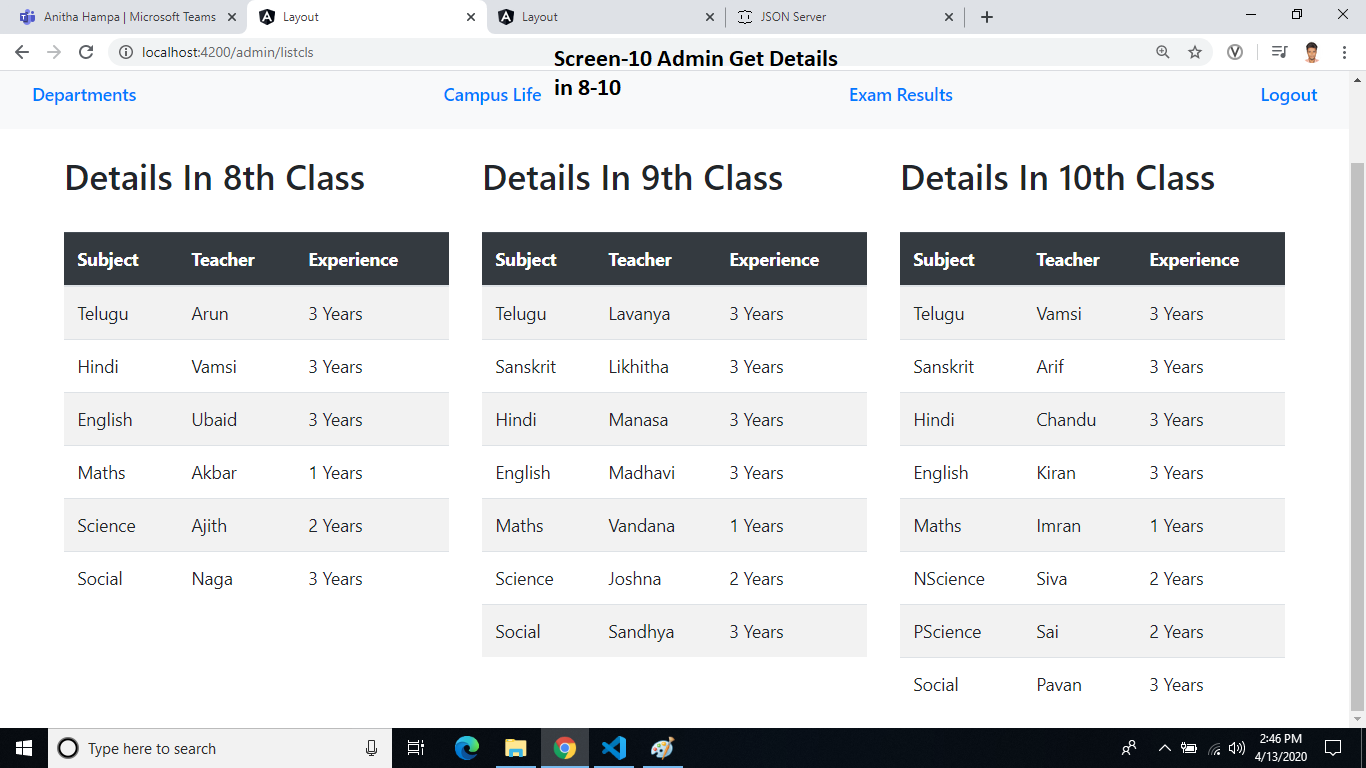 Anitha Hampa | Microsoft Teams
Layout
Layout
JSON Server
localhost:4200/admin/listcls
Screen-10 Admin Get Details
in 8-10
Departments
Campus Life
Exam Results
Logout
Details In 8th Class
Subject Teacher Experience
Telugu Arun 3 Years
Hindi Vamsi 3 Years
English Ubaid 3 Years
Maths Akbar 1 Years
Science Ajith 2 Years
Social Naga 3 Years
Details In 9th Class
Subject Teacher Experience
Telugu Lavanya 3 Years
Sanskrit Likhitha 3 Years
Hindi Manasa 3 Years
English Madhavi 3 Years
Maths Vandana 1 Years
Science Joshna 2 Years
Social Sandhya 3 Years
Details In 10th Class
Subject Teacher Experience
Telugu Vamsi 3 Years
Sanskrit Arif 3 Years
Hindi Chandu 3 Years
English Kiran 3 Years
Maths Imran 1 Years
NScience Siva 2 Years
PScience Sai 2 Years
Social Pavan 3 Years
Type here to search
2:46 PM
4/13/2020